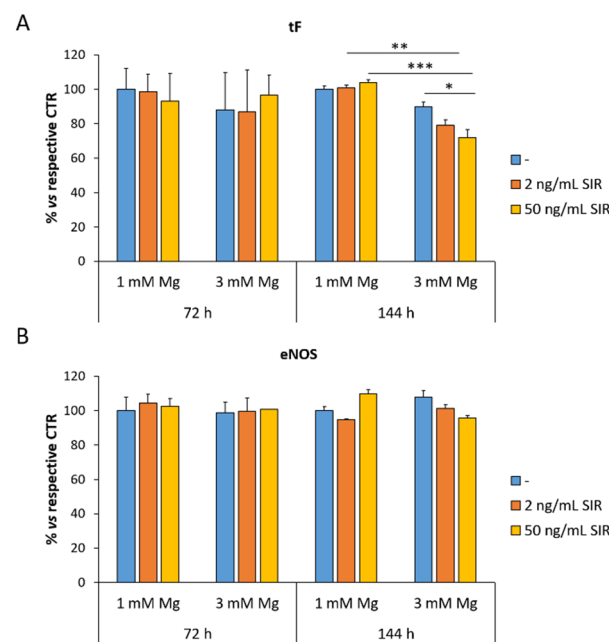 A
tF
** 
***
*
120
100
80
60
40
20
0
% vs respective CTR
1 mM Mg 3 mM Mg 1 mM Mg 3 mM Mg
72 h 144 h
-
2 ng/mL SIR
50 ng/mL SIR
B
eNOS
120
100
80
60
40
20
0
% vs respective CTR
1 mM Mg 3 mM Mg 1 mM Mg 3 mM Mg
72 h 144 h
-
2 ng/mL SIR
50 ng/mL SIR